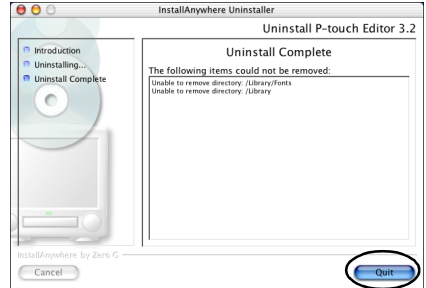 InstallAnywhere Uninstaller
Uninstall P-touch Editor 3.2
Introduction
Uninstalling...
Uninstall Complete
Uninstall Complete
The following items could not be removed:
Unable to remove directory: /Library/Fonts
Unable to remove directory: /Library
InstallAnywhere by Zero G
Cancel
Quit